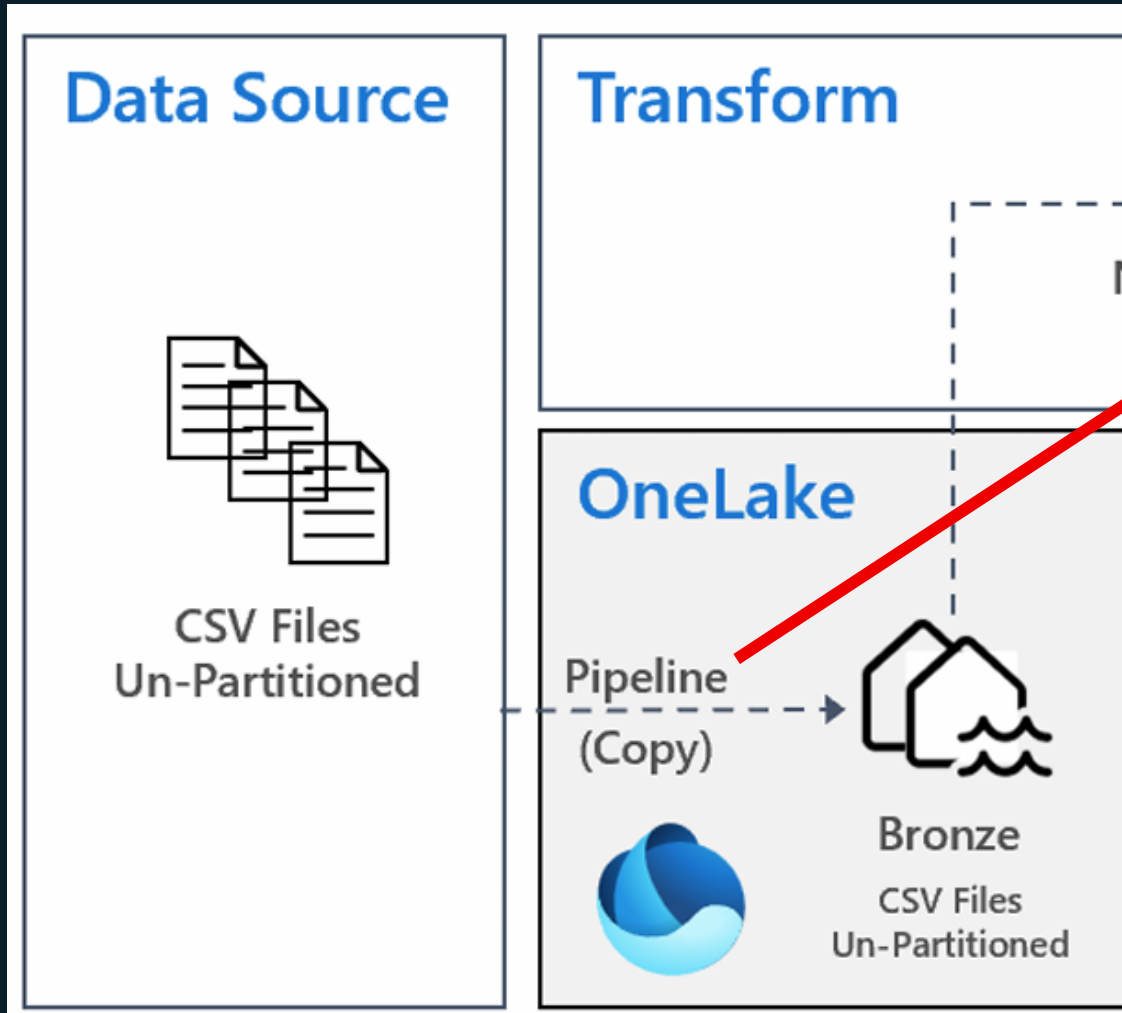 Data Source
Transform
OneLake
CSV Files
Un-Partitioned
Pipeline
(Copy)
Bronze
CSV Files
Un-Partitioned